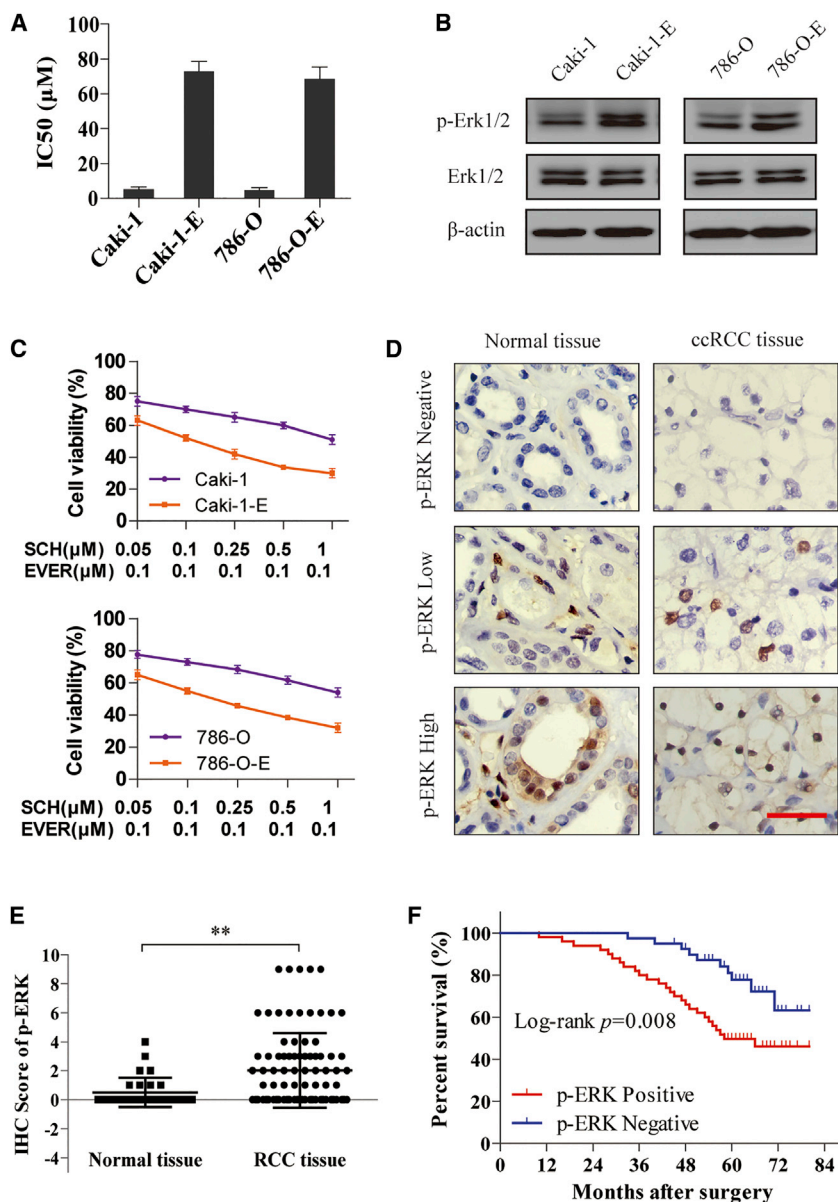 A
IC50 (µM)
100
80
60
40
20
0
Caki-1
Caki-1-E
786-O
786-O-E
B
Caki-1
Caki-1-E
786-O
786-O-E
p-Erk1/2
Erk1/2
β-actin
C
Cell viability (%)
100
80
60
40
20
0
Caki-1
Caki-1-E
SCH(µM) 0.05 0.1 0.25 0.5 1
EVER(µM) 0.1 0.1 0.1 0.1 0.1
Cell viability (%)
100
80
60
40
20
0
786-O
786-O-E
SCH(µM) 0.05 0.1 0.25 0.5 1
EVER(µM) 0.1 0.1 0.1 0.1 0.1
D
Normal tissue
ccRCC tissue
p-ERK Negative
p-ERK Low
p-ERK High
E
IHC Score of p-ERK
10
8
6
4
2
0
-2
-4
**
Normal tissue
RCC tissue
F
Percent survival (%)
100
80
60
40
20
0
Log-rank p=0.008
p-ERK Positive
p-ERK Negative
0 12 24 36 48 60 72 84
Months after surgery